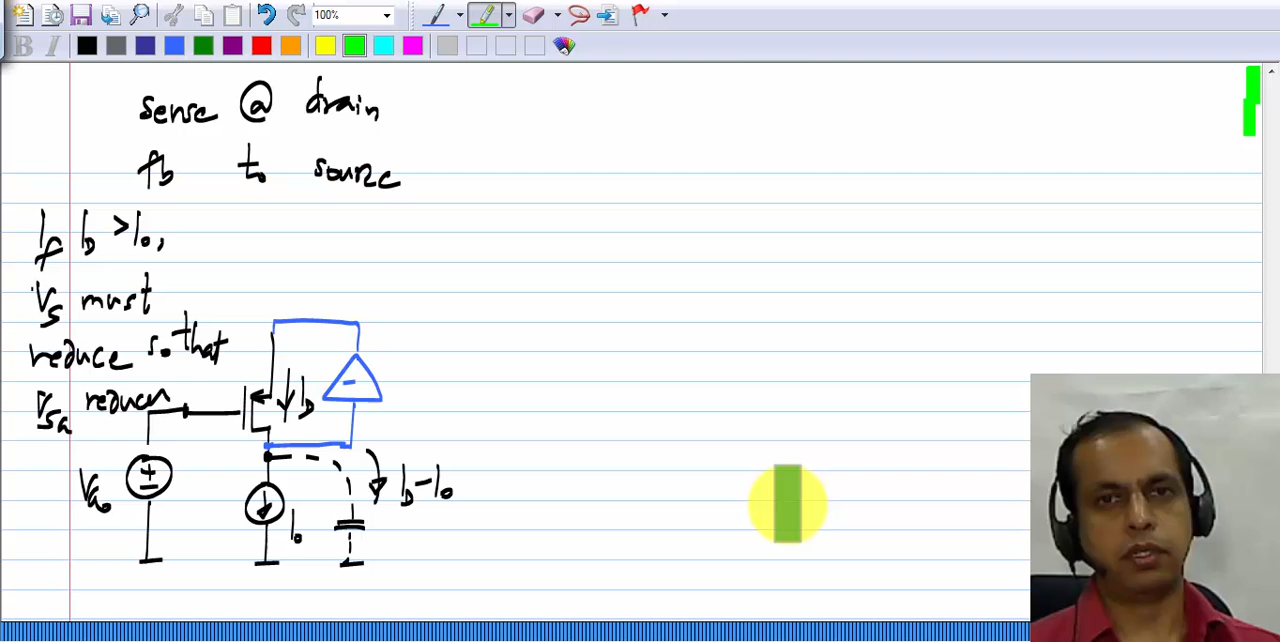 100%
B I
sense @ drain
fb to source
If ID > I0,
VS must
reduce so that
VSG reduces
ID
-
+
-
VG0
I0
ID-I0